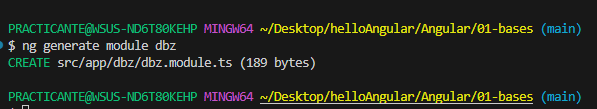 PRACTICANTE@WSUS-ND6T80KEHP MINGW64 ~/Desktop/helloAngular/Angular/01-bases (main)
$ ng generate module dbz
CREATE src/app/dbz/dbz.module.ts (189 bytes)
PRACTICANTE@WSUS-ND6T80KEHP MINGW64 ~/Desktop/helloAngular/Angular/01-bases (main)